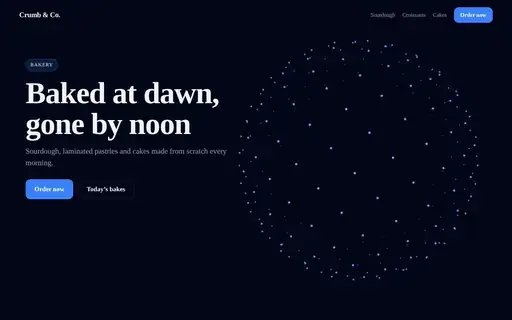 Crumb & Co.
Sourdough Croissants Cakes Order now
BAKERY
Baked at dawn,
gone by noon
Sourdough, laminated pastries and cakes made from scratch every
morning.
Order now Today's bakes